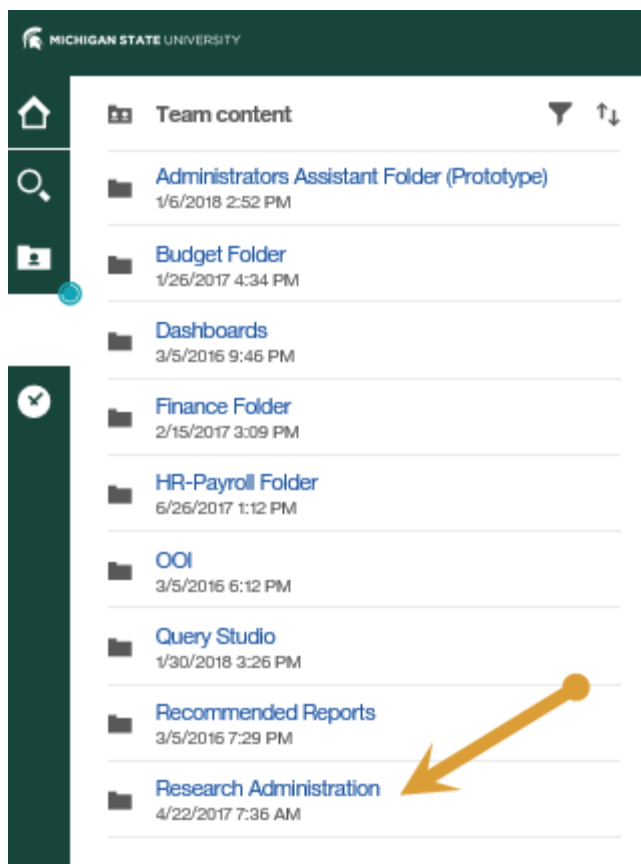 MICHIGAN STATE UNIVERSITY
Team content
Administrators Assistant Folder (Prototype)
1/6/2018 2:52 PM
Budget Folder
1/26/2017 4:34 PM
Dashboards
3/5/2016 9:46 PM
Finance Folder
2/15/2017 3:09 PM
HR-Payroll Folder
6/26/2017 1:12 PM
OOI
3/5/2016 6:12 PM
Query Studio
1/30/2018 3:26 PM
Recommended Reports
3/5/2016 7:29 PM
Research Administration
4/22/2017 7:36 AM